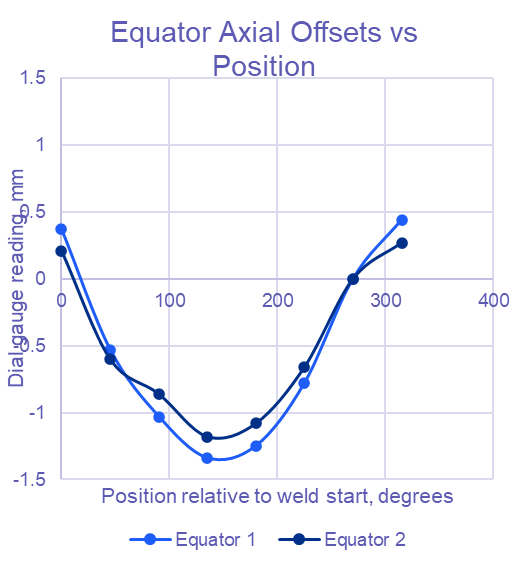 Equator Axial Offsets vs
Position
Dial gauge reading, mm
1.5
1
0.5
0
-0.5
-1
-1.5
0 100 200 300 400
Position relative to weld start, degrees
Equator 1 Equator 2